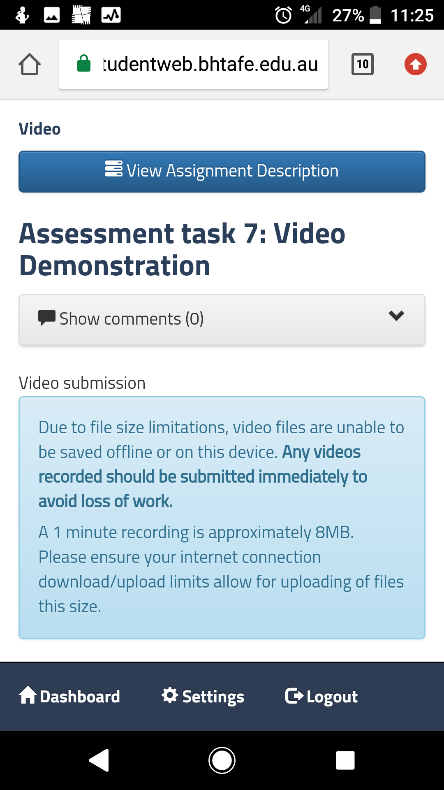 4G 27% 11:25
tudentweb.bhtafe.edu.au 10
Video
View Assignment Description
Assessment task 7: Video
Demonstration
Show comments (0)
Video submission
Due to file size limitations, video files are unable to
be saved offline or on this device. Any videos
recorded should be submitted immediately to
avoid loss of work.
A 1 minute recording is approximately 8MB.
Please ensure your internet connection
download/upload limits allow for uploading of files
this size.
Dashboard Settings Logout